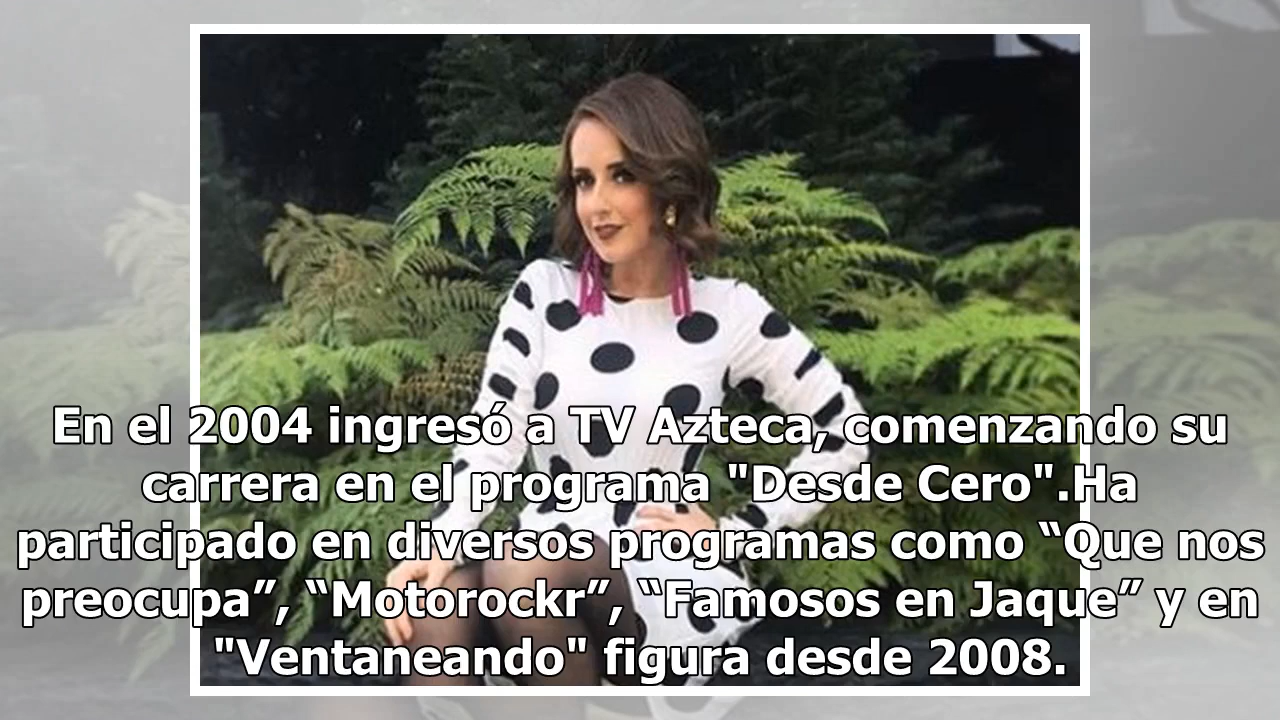 En el 2004 ingresó a TV Azteca, comenzando su
carrera en el programa "Desde Cero".Ha
participado en diversos programas como “Que nos
preocupa”, “Motorockr”, “Famosos en Jaque” y en
"Ventaneando" figura desde 2008.